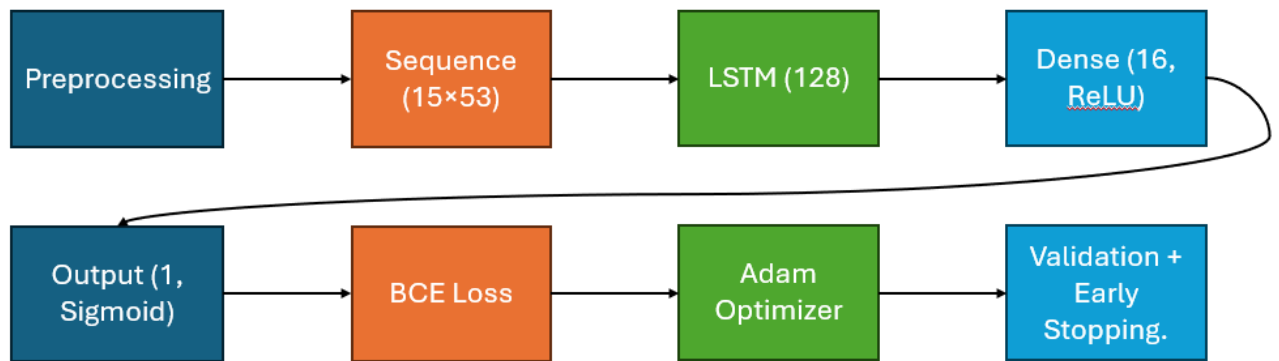 Preprocessing
Sequence
(15×53)
LSTM (128)
Dense (16,
ReLU)
Output (1,
Sigmoid)
BCE Loss
Adam
Optimizer
Validation +
Early
Stopping.